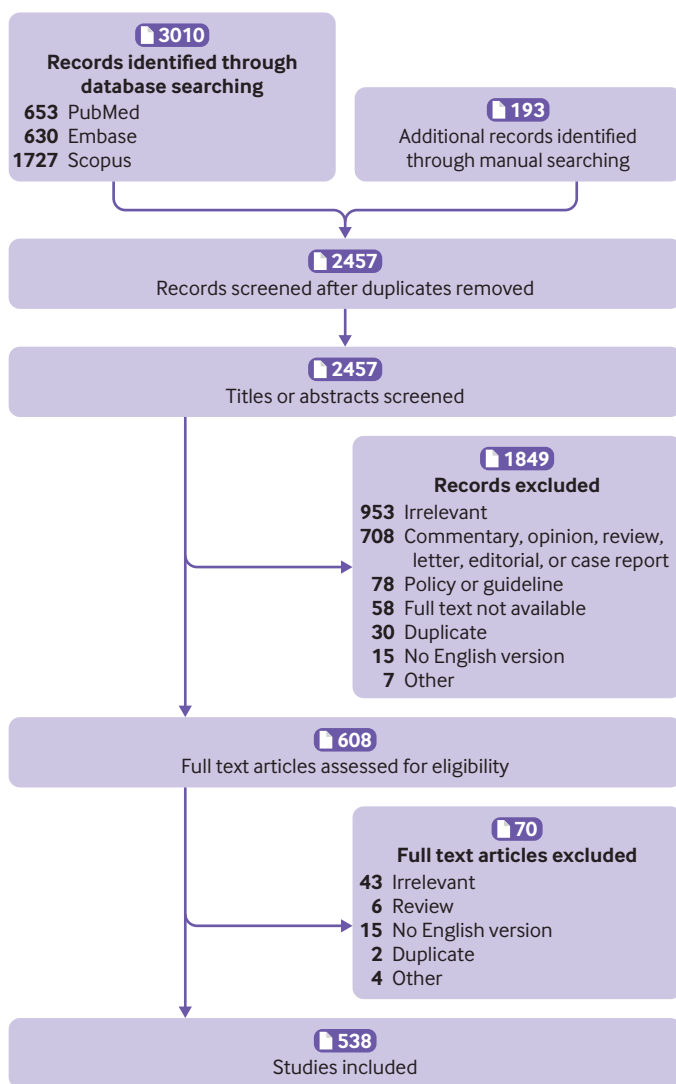 3010
Records identified through
database searching
653 PubMed
630 Embase
1727 Scopus
193
Additional records identified
through manual searching
2457
Records screened after duplicates removed
2457
Titles or abstracts screened
1849
Records excluded
953 Irrelevant
708 Commentary, opinion, review,
letter, editorial, or case report
78 Policy or guideline
58 Full text not available
30 Duplicate
15 No English version
7 Other
608
Full text articles assessed for eligibility
70
Full text articles excluded
43 Irrelevant
6 Review
15 No English version
2 Duplicate
4 Other
538
Studies included